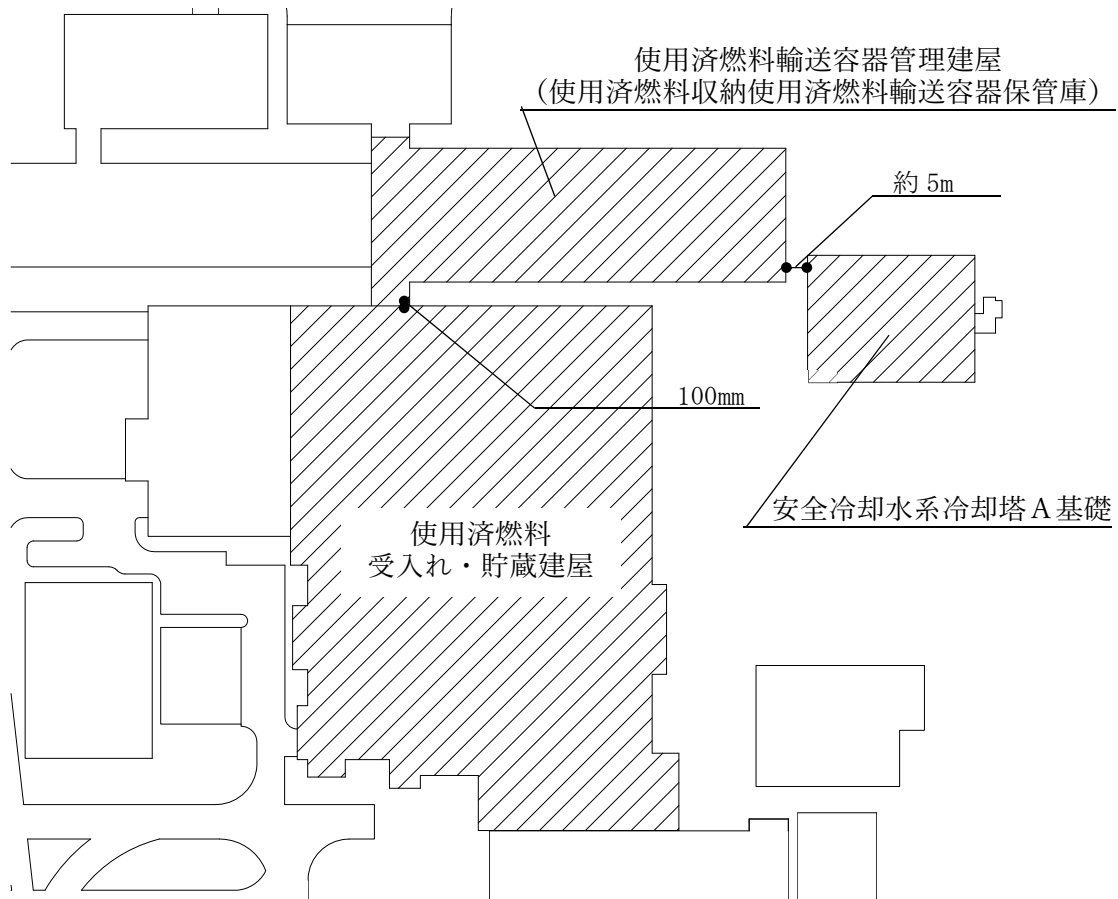 使用済燃料輸送容器管理建屋
(使用済燃料収納使用済燃料輸送容器保管庫)
約 5m
100mm
安全冷却水系冷却塔A基礎
使用済燃料
受入れ・貯蔵建屋